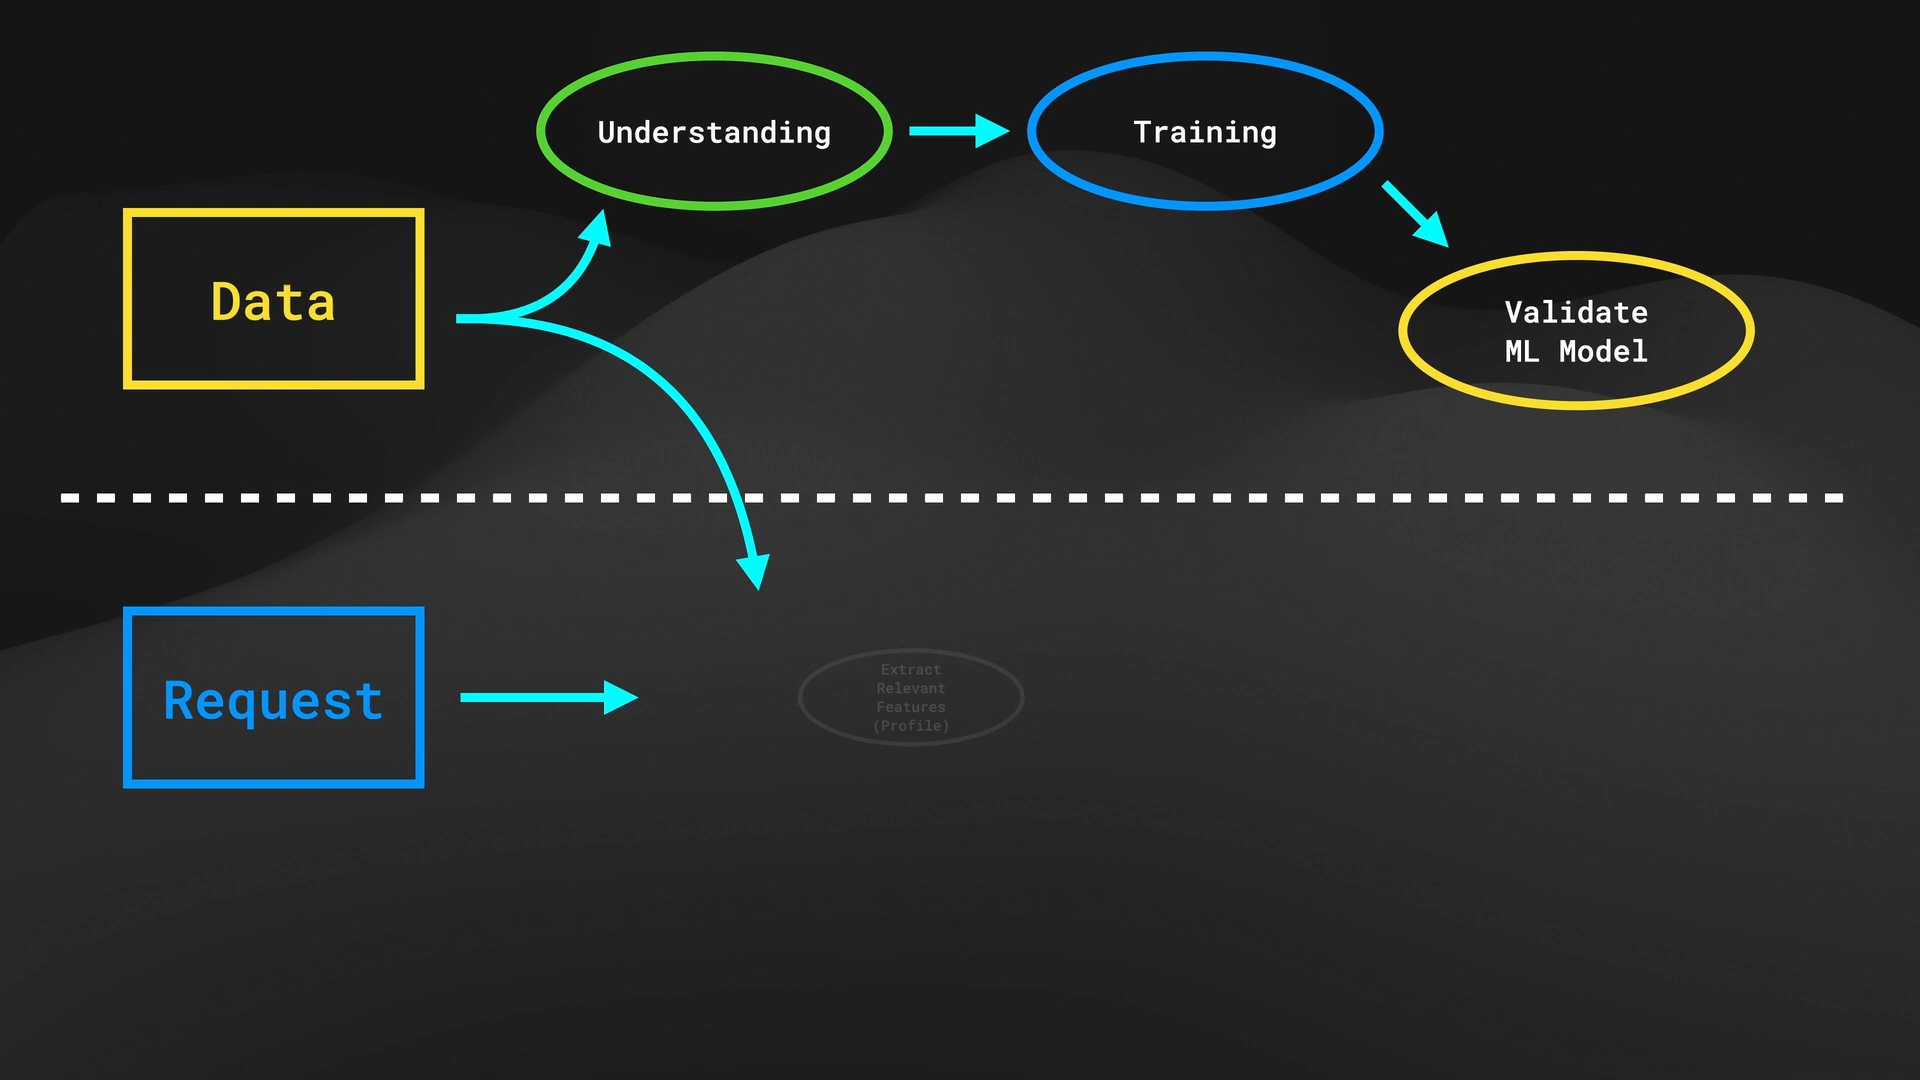 Understanding
Training
Data
Validate
ML Model
Request
Extract
Relevant
Features
(Profile)